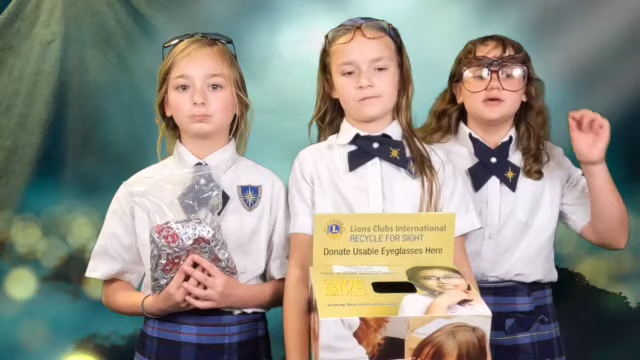 Lions Clubs International
RECYCLE FOR SIGHT
Donate Usable Eyeglasses Here